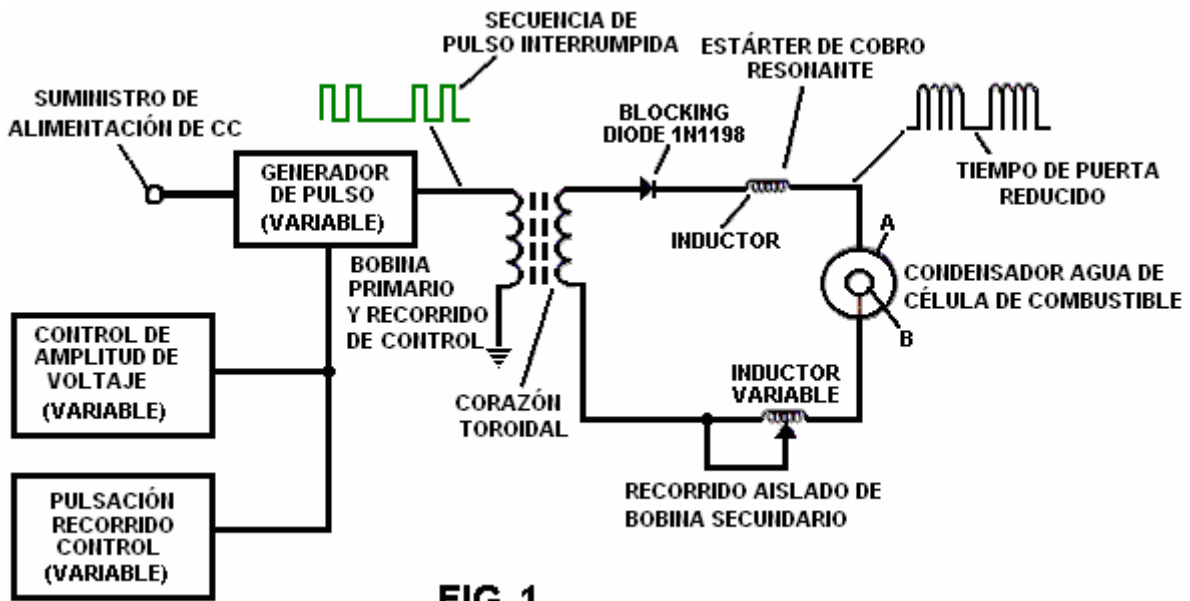 SECUENCIA DE
PULSO INTERRUMPIDA
ESTÁRTER DE COBRO
RESONANTE
SUMINISTRO DE
ALIMENTACIÓN DE CC
BLOCKING
DIODE 1N1198
GENERADOR
DE PULSO
(VARIABLE)
TIEMPO DE PUERTA
REDUCIDO
INDUCTOR
A
BOBINA
PRIMARIO
Y RECORRIDO
DE CONTROL
CONDENSADOR AGUA DE
CÉLULA DE COMBUSTIBLE
B
CONTROL DE
AMPLITUD DE
VOLTAJE
(VARIABLE)
INDUCTOR
VARIABLE
CORAZÓN
TOROIDAL
RECORRIDO AISLADO DE
BOBINA SECUNDARIO
PULSACIÓN
RECORRIDO
CONTROL
(VARIABLE)
FIG. 1